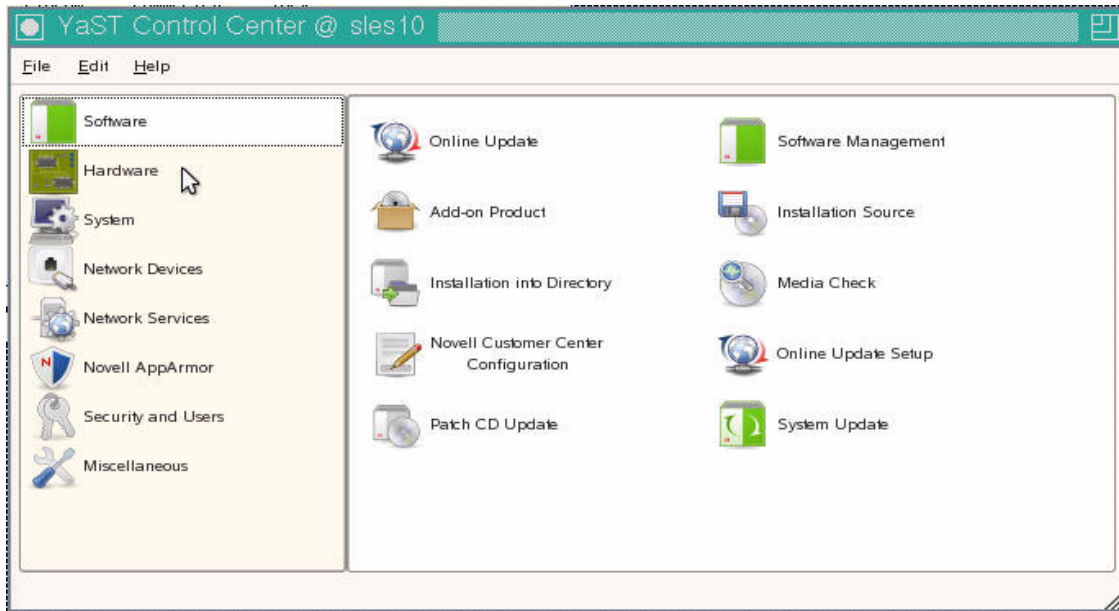 YaST Control Center @ sles10
File Edit Help
Software
Hardware
System
Network Devices
Network Services
Novell AppArmor
Security and Users
Miscellaneous
Online Update
Software Management
Add-on Product
Installation Source
Installation into Directory
Media Check
Novell Customer Center
Configuration
Online Update Setup
Patch CD Update
System Update